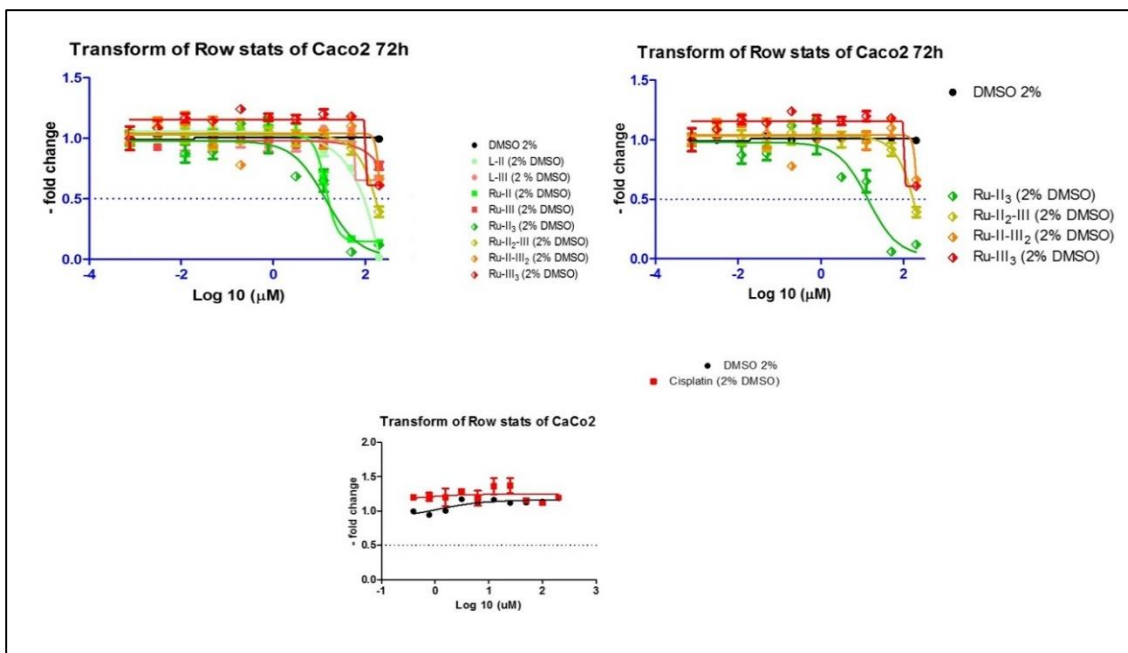 Transform of Row stats of Caco2 72h
- fold change
1.5
1.0
0.5
0.0
-4
-2
0
2
4
Log 10 (µM)
DMSO 2%
L-II (2% DMSO)
L-III (2 % DMSO)
Ru-II (2% DMSO)
Ru-III (2% DMSO)
Ru-II₃ (2% DMSO)
Ru-II₂-III (2% DMSO)
Ru-II-III₂ (2% DMSO)
Ru-III₃ (2% DMSO)
Transform of Row stats of Caco2 72h
- fold change
1.5
1.0
0.5
0.0
-4
-2
0
2
Log 10 (µM)
DMSO 2%
Ru-II₃ (2% DMSO)
Ru-II₂-III (2% DMSO)
Ru-II-III₂ (2% DMSO)
Ru-III₃ (2% DMSO)
DMSO 2%
Cisplatin (2% DMSO)
Transform of Row stats of CaCo2
- fold change
2.0
1.5
1.0
0.5
0.0
-1
0
1
2
3
Log 10 (uM)